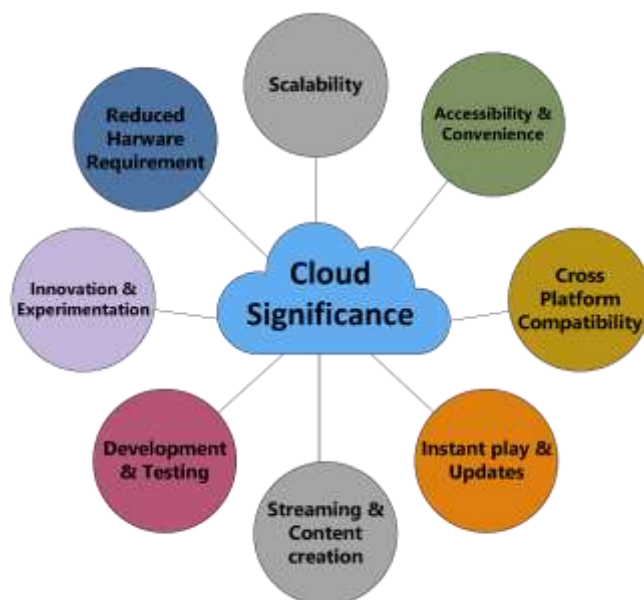 Scalability
Accessibility &
Convenience
Cross
Platform
Compatibility
Instant play &
Updates
Streaming &
Content
creation
Development
& Testing
Innovation &
Experimentation
Reduced
Harware
Requirement
Cloud
Significance